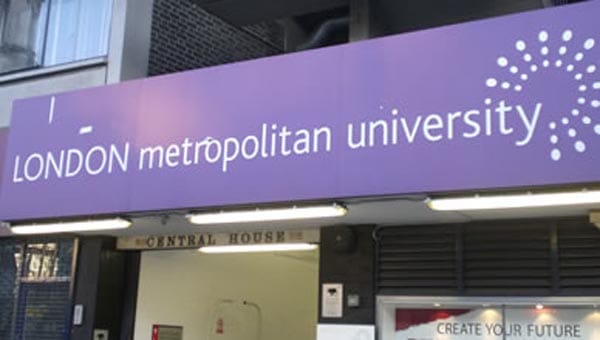 LONDON metropolitan university
CENTRAL HOUSE
CREATE YOUR FUTURE